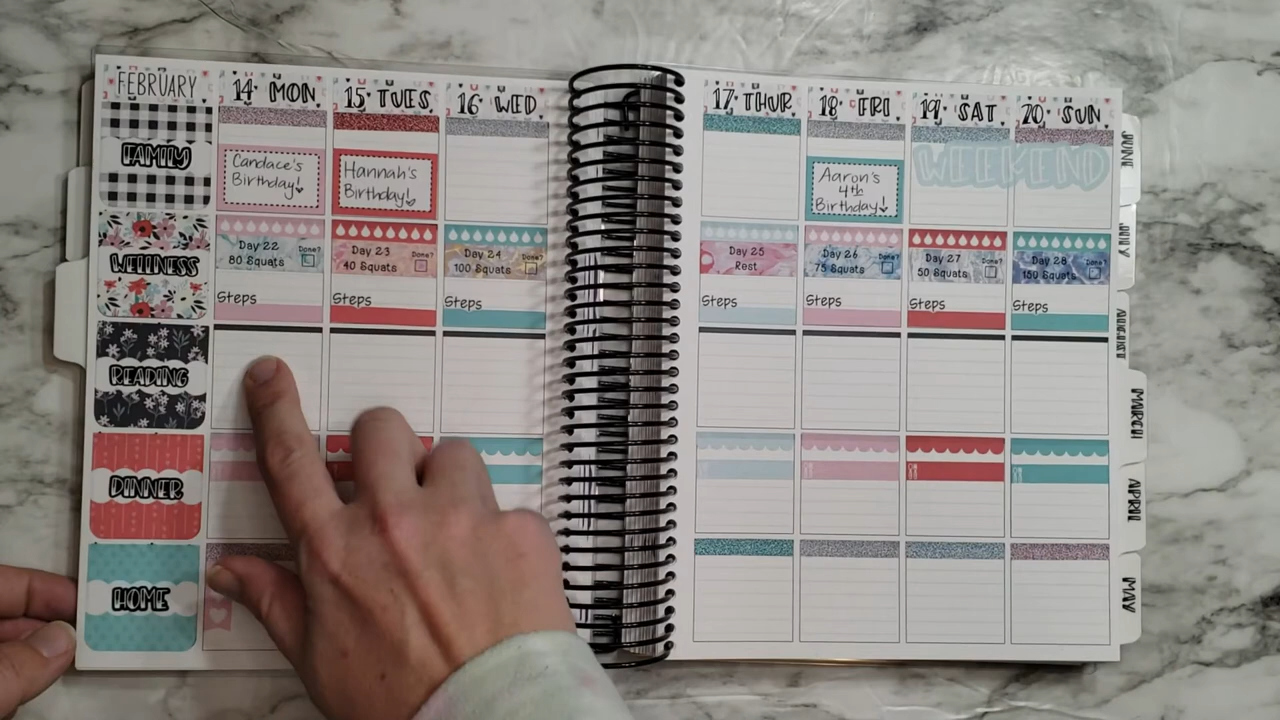 FEBRUARY
14 MON
15 TUES
16 WED
17 THUR
18 FRI
19 SAT
20 SUN
FAMILY
Candace's
Birthday!
Hannah's
Birthday!
Aaron's
4th
Birthday!
WEEKEND
WELLNESS
Day 22
80 Squats
Done?
Day 23
40 Squats
Done?
Day 24
100 Squats
Done?
Day 25
Rest
Day 26
75 Squats
Done?
Day 27
50 Squats
Done?
Day 28
150 Squats
Done?
Steps
Steps
Steps
Steps
Steps
Steps
Steps
READING
DINNER
HOME
JUNE
JULY
AUGUST
MARCH
APRIL
MAY